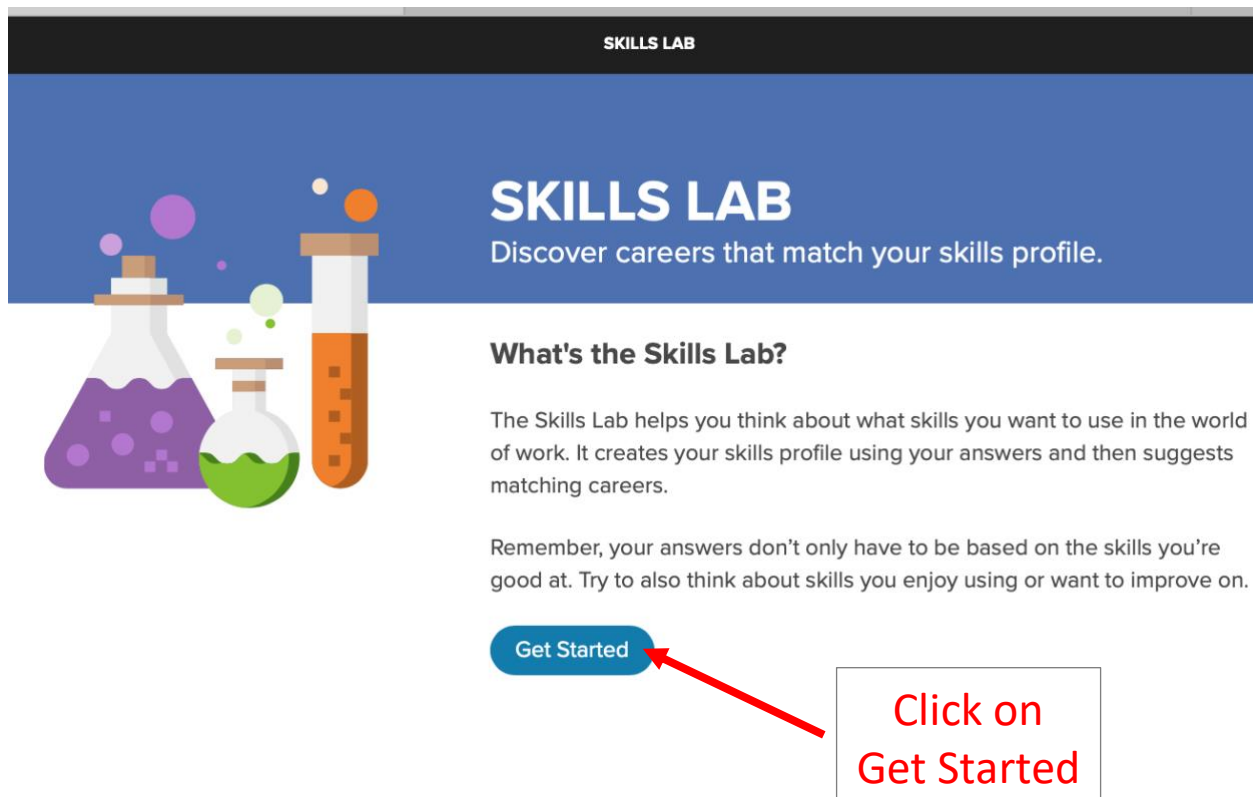 SKILLS LAB
SKILLS LAB
Discover careers that match your skills profile.
What's the Skills Lab?
The Skills Lab helps you think about what skills you want to use in the world
of work. It creates your skills profile using your answers and then suggests
matching careers.
Remember, your answers don’t only have to be based on the skills you’re
good at. Try to also think about skills you enjoy using or want to improve on.
Get Started
Click on
Get Started